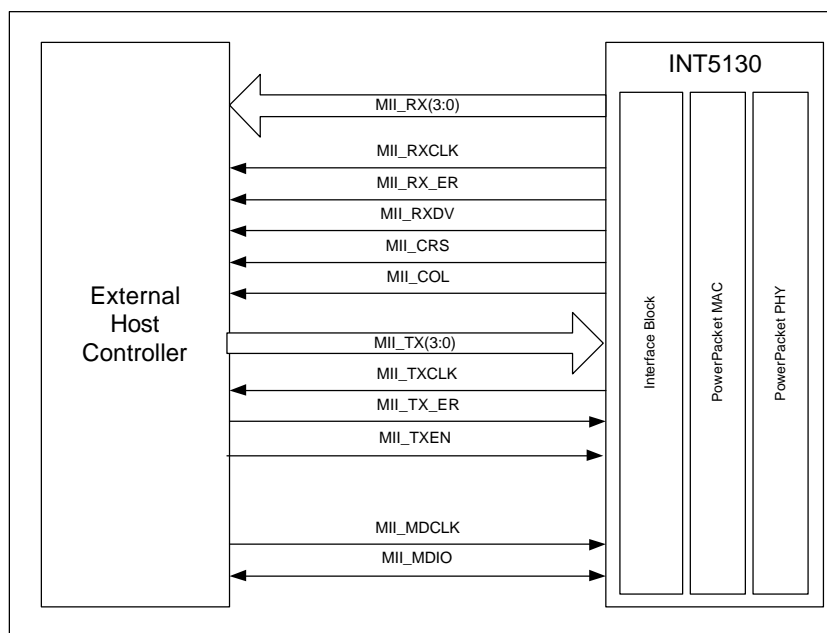 INT5130
MII_RX(3:0)
MII_RXCLK
MII_RX_ER
MII_RXDV
MII_CRS
MII_COL
External
Host
Controller
MII_TX(3:0)
MII_TXCLK
MII_TX_ER
MII_TXEN
MII_MDCLK
MII_MDIO
Interface Block
PowerPacket MAC
PowerPacket PHY